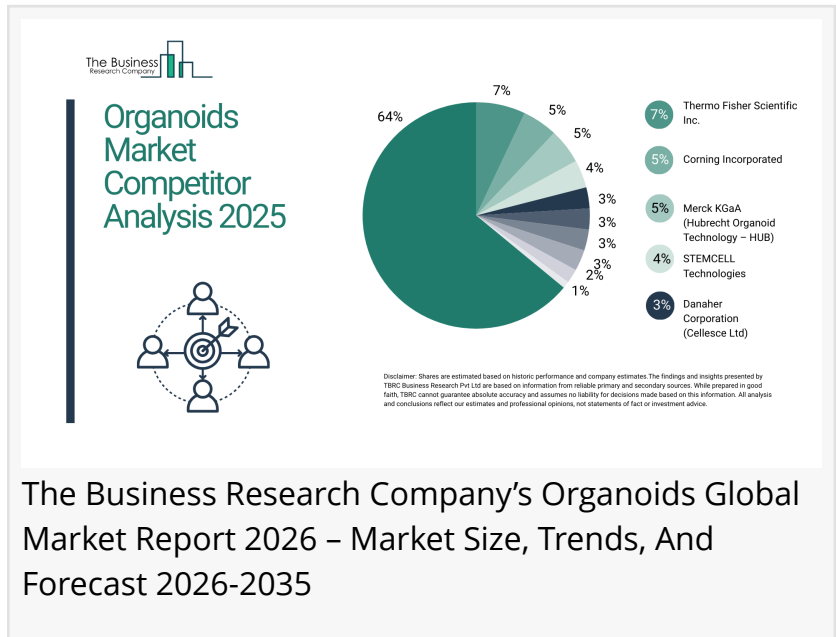 The Business
Research Company
Organoids
Market
Competitor
Analysis 2025
64%
7%
5%
5%
4%
3%
3%
3%
3%
2%
1%
7%
Thermo Fisher Scientific
Inc.
5%
Corning Incorporated
5%
Merck KGaA
(Hubrecht Organoid
Technology – HUB)
4%
STEMCELL
Technologies
3%
Danaher
Corporation
(Cellesce Ltd)
Disclaimer: Shares are estimated based on historic performance and company estimates.The findings and insights presented by
TBRC Business Research Pvt Ltd are based on information from reliable primary and secondary sources. While prepared in good
faith, TBRC cannot guarantee absolute accuracy and assumes no liability for decisions made based on this information. All analysis
and conclusions reflect our estimates and professional opinions, not statements of fact or investment advice.
The Business Research Company’s Organoids Global
Market Report 2026 – Market Size, Trends, And
Forecast 2026-2035